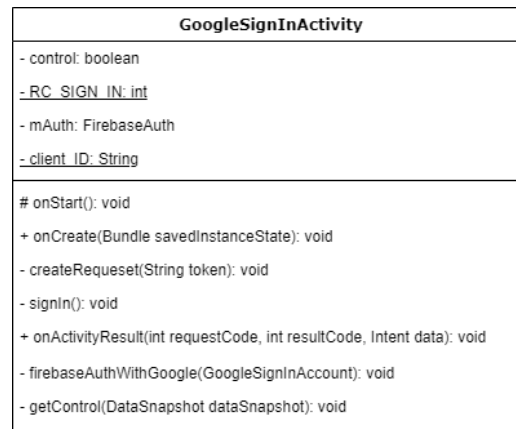 GoogleSignInActivity
- control: boolean
- RC_SIGN_IN: int
- mAuth: FirebaseAuth
- client_ID: String
# onStart(): void
+ onCreate(Bundle savedInstanceState): void
- createRequeset(String token): void
- signIn(): void
+ onActivityResult(int requestCode, int resultCode, Intent data): void
- firebaseAuthWithGoogle(GoogleSignInAccount): void
- getControl(DataSnapshot dataSnapshot): void